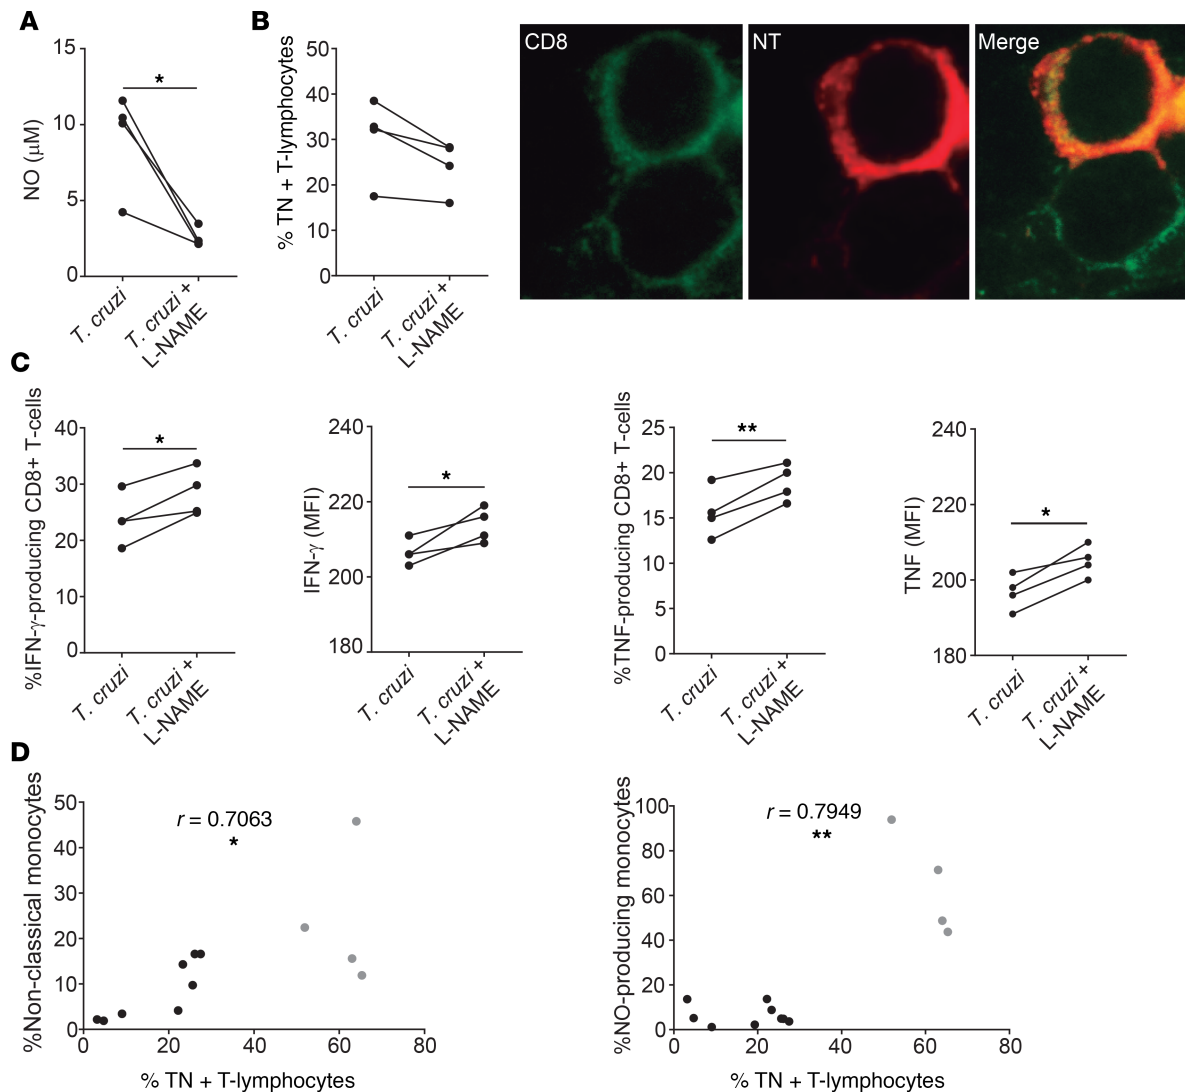 A
B
15
10
5
0
NO (μM)
*
T. cruzi
T. cruzi +
L-NAME
50
40
30
20
10
0
% TN + T-lymphocytes
T. cruzi
T. cruzi +
L-NAME
CD8
NT
Merge
C
40
30
20
10
0
%IFN-γ-producing CD8+ T-cells
*
T. cruzi
T. cruzi +
L-NAME
240
220
200
180
IFN-γ (MFI)
*
T. cruzi
T. cruzi +
L-NAME
25
20
15
10
5
0
%TNF-producing CD8+ T-cells
**
T. cruzi
T. cruzi +
L-NAME
240
220
200
180
TNF (MFI)
*
T. cruzi
T. cruzi +
L-NAME
D
50
40
30
20
10
0
%Non-classical monocytes
r = 0.7063
*
0 20 40 60 80
% TN + T-lymphocytes
100
80
60
40
20
0
%NO-producing monocytes
r = 0.7949
**
0 20 40 60 80
% TN + T-lymphocytes